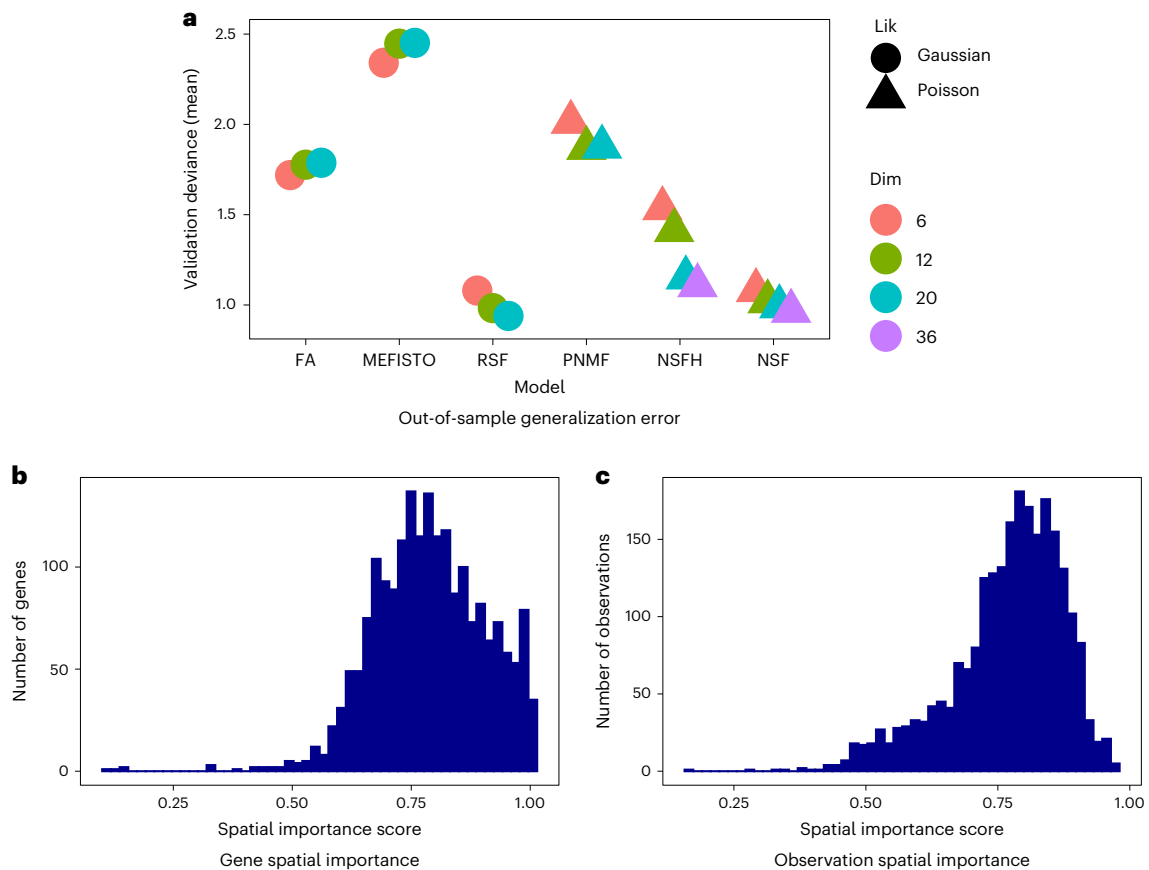 a
2.5
2.0
1.5
1.0
Validation deviance (mean)
FA MEFISTO RSF PNMF NSFH NSF
Model
Out-of-sample generalization error
Lik
Gaussian
Poisson
Dim
6
12
20
36
b
100
50
0
Number of genes
0.25 0.50 0.75 1.00
Spatial importance score
Gene spatial importance
c
150
100
50
0
Number of observations
0.25 0.50 0.75 1.00
Spatial importance score
Observation spatial importance